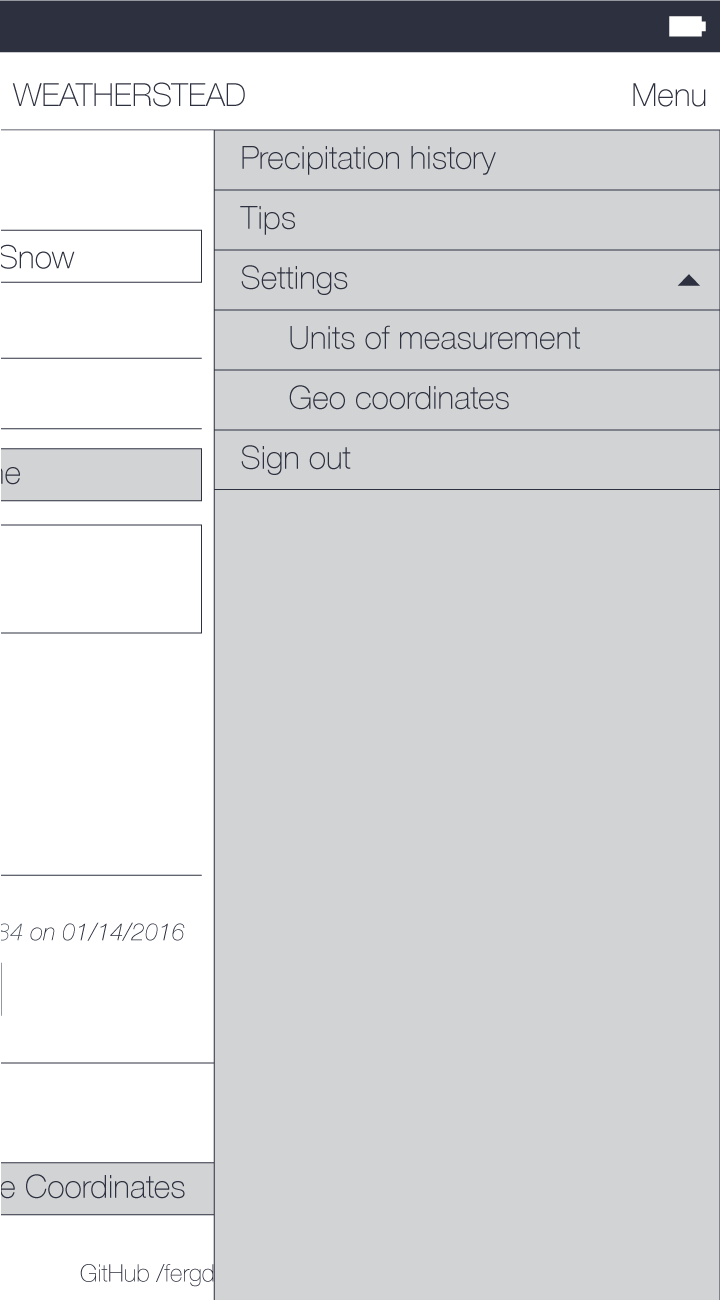 WEATHERSTEAD
Menu
Precipitation history
Tips
Snow
Settings
Units of measurement
Geo coordinates
Sign out
34 on 01/14/2016
e Coordinates
GitHub /fergd